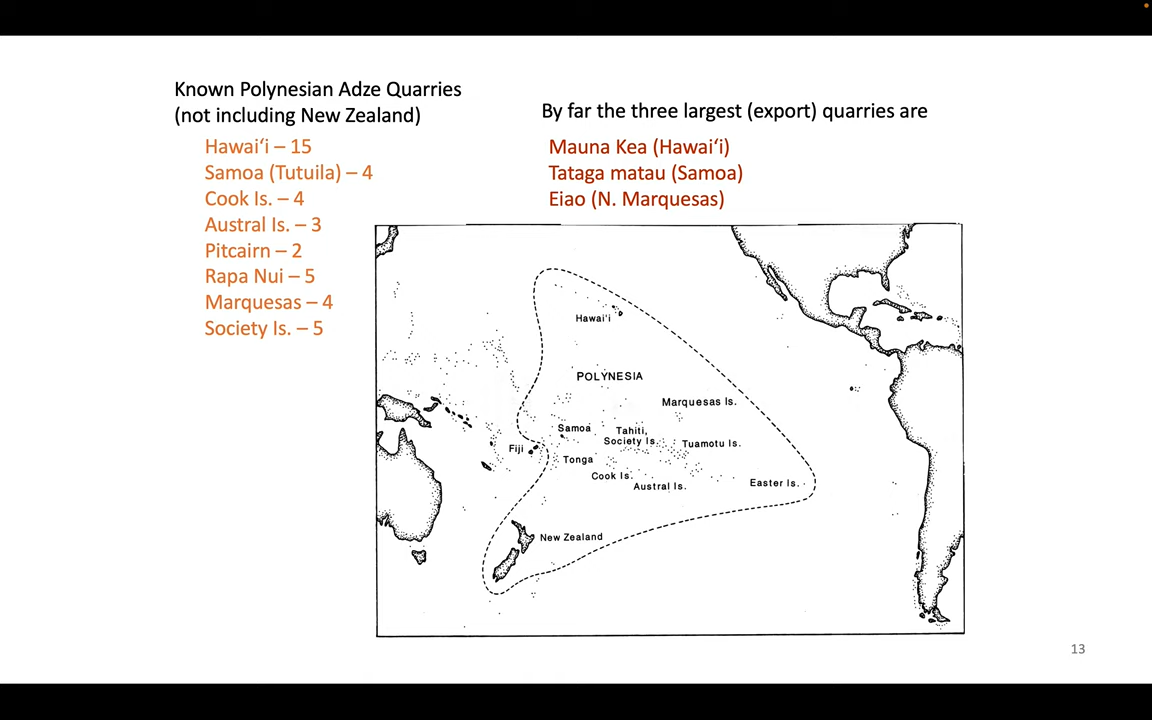 Known Polynesian Adze Quarries
(not including New Zealand)
Hawaiʻi – 15
Samoa (Tutuila) – 4
Cook Is. – 4
Austral Is. – 3
Pitcairn – 2
Rapa Nui – 5
Marquesas – 4
Society Is. – 5
By far the three largest (export) quarries are
Mauna Kea (Hawaiʻi)
Tataga matau (Samoa)
Eiao (N. Marquesas)
Hawai'i
POLYNESIA
Marquesas Is.
Samoa
Tahiti,
Society Is.
Tuamotu Is.
Fiji
Tonga
Cook Is.
Austral Is.
Easter Is.
New Zealand
13